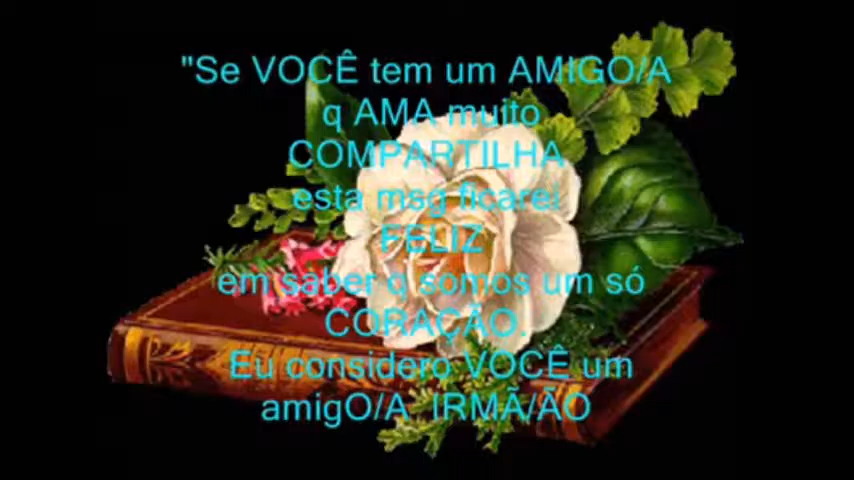 "Se VOCÊ tem um AMIGO/A
q AMA muito
COMPARTILHA
esta msg ficarei
FELIZ
em saber q somos um só
CORAÇÃO.
Eu considero VOCÊ um
amigO/A IRMÃ/ÃO